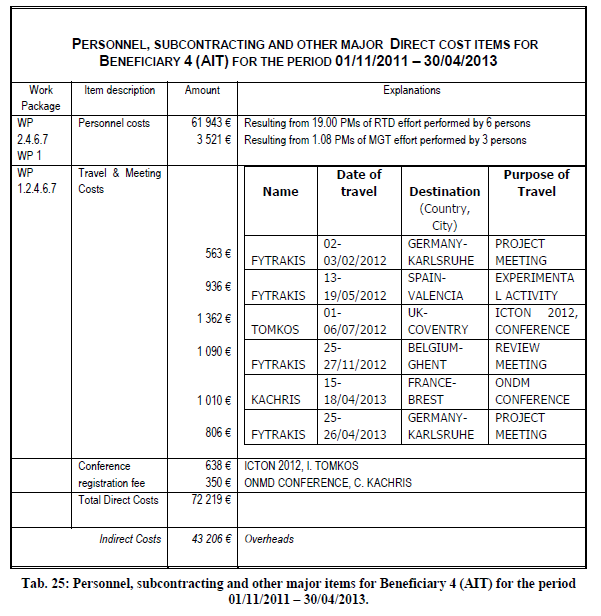 PERSONNEL, SUBCONTRACTING AND OTHER MAJOR DIRECT COST ITEMS FOR
BENEFICIARY 4 (AIT) FOR THE PERIOD 01/11/2011 – 30/04/2013
Work Package Item description Amount Explanations
WP 2.4.6.7 Personnel costs 61 943 € Resulting from 19.00 PMs of RTD effort performed by 6 persons
WP 1 3 521 € Resulting from 1.08 PMs of MGT effort performed by 3 persons
WP 1.2.4.6.7 Travel & Meeting Costs
Name Date of travel Destination (Country, City) Purpose of Travel
563 € FYTRAKIS 02-03/02/2012 GERMANY-KARLSRUHE PROJECT MEETING
936 € FYTRAKIS 13-19/05/2012 SPAIN-VALENCIA EXPERIMENTAL ACTIVITY
1 362 € TOMKOS 01-06/07/2012 UK-COVENTRY ICTON 2012, CONFERENCE
1 090 € FYTRAKIS 25-27/11/2012 BELGIUM-GHENT REVIEW MEETING
1 010 € KACHRIS 15-18/04/2013 FRANCE-BREST ONDM CONFERENCE
806 € FYTRAKIS 25-26/04/2013 GERMANY-KARLSRUHE PROJECT MEETING
Conference registration fee 638 € ICTON 2012, I. TOMKOS
350 € ONMD CONFERENCE, C. KACHRIS
Total Direct Costs 72 219 €
Indirect Costs 43 206 € Overheads
Tab. 25: Personnel, subcontracting and other major items for Beneficiary 4 (AIT) for the period
01/11/2011 – 30/04/2013.